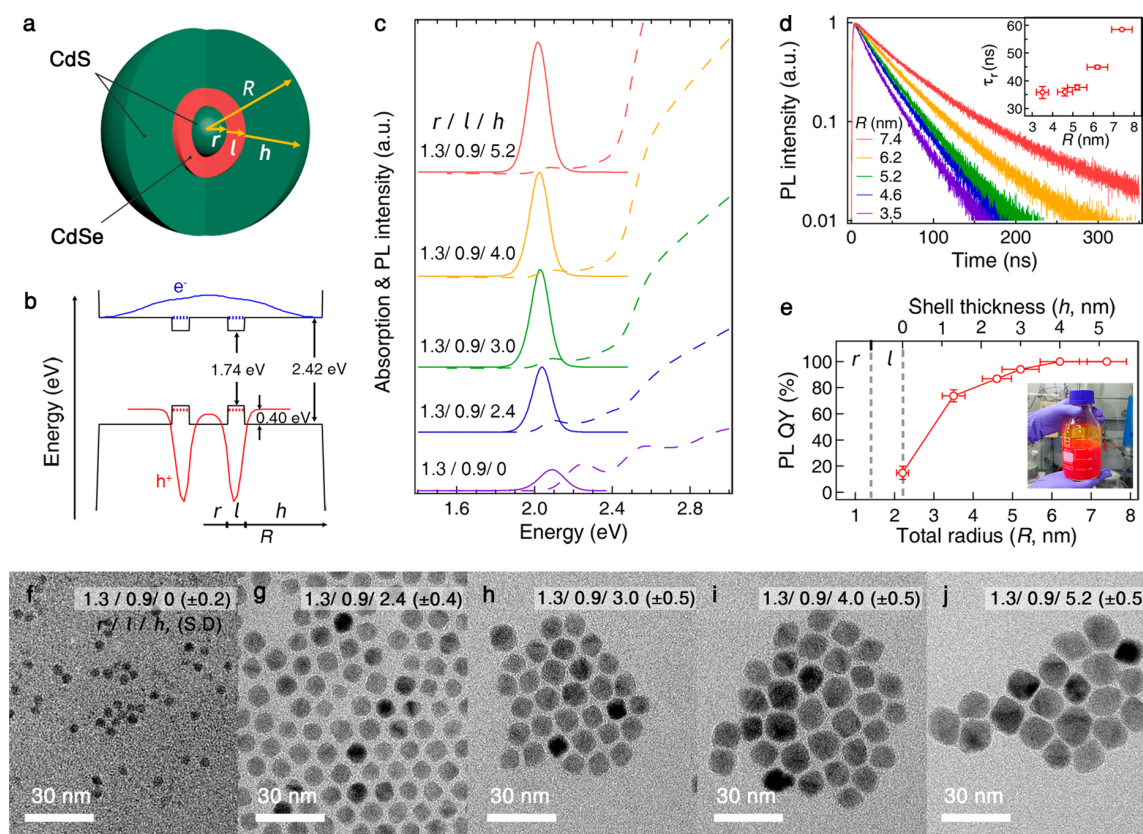 a
CdS
CdSe
R
r
l
h
b
Energy (eV)
e⁻
1.74 eV
2.42 eV
0.40 eV
h⁺
r l h
R
c
Absorption & PL intensity (a.u.)
r / l / h
1.3/ 0.9/ 5.2
1.3/ 0.9/ 4.0
1.3/ 0.9/ 3.0
1.3/ 0.9/ 2.4
1.3 / 0.9/ 0
1.6 2.0 2.4 2.8
Energy (eV)
d
PL intensity (a.u.)
1
0.1
0.01
R (nm)
7.4
6.2
5.2
4.6
3.5
0 100 200 300
Time (ns)
τr (ns)
60
50
40
30
3 4 5 6 7 8
R (nm)
e
Shell thickness (h, nm)
0 1 2 3 4 5
r l
PL QY (%)
100
80
60
40
20
0
1 2 3 4 5 6 7 8
Total radius (R, nm)
f
1.3 / 0.9/ 0 (±0.2)
r / l / h, (S.D)
30 nm
g
1.3/ 0.9/ 2.4 (±0.4)
30 nm
h
1.3/ 0.9/ 3.0 (±0.5)
30 nm
i
1.3/ 0.9/ 4.0 (±0.5)
30 nm
j
1.3/ 0.9/ 5.2 (±0.5)
30 nm